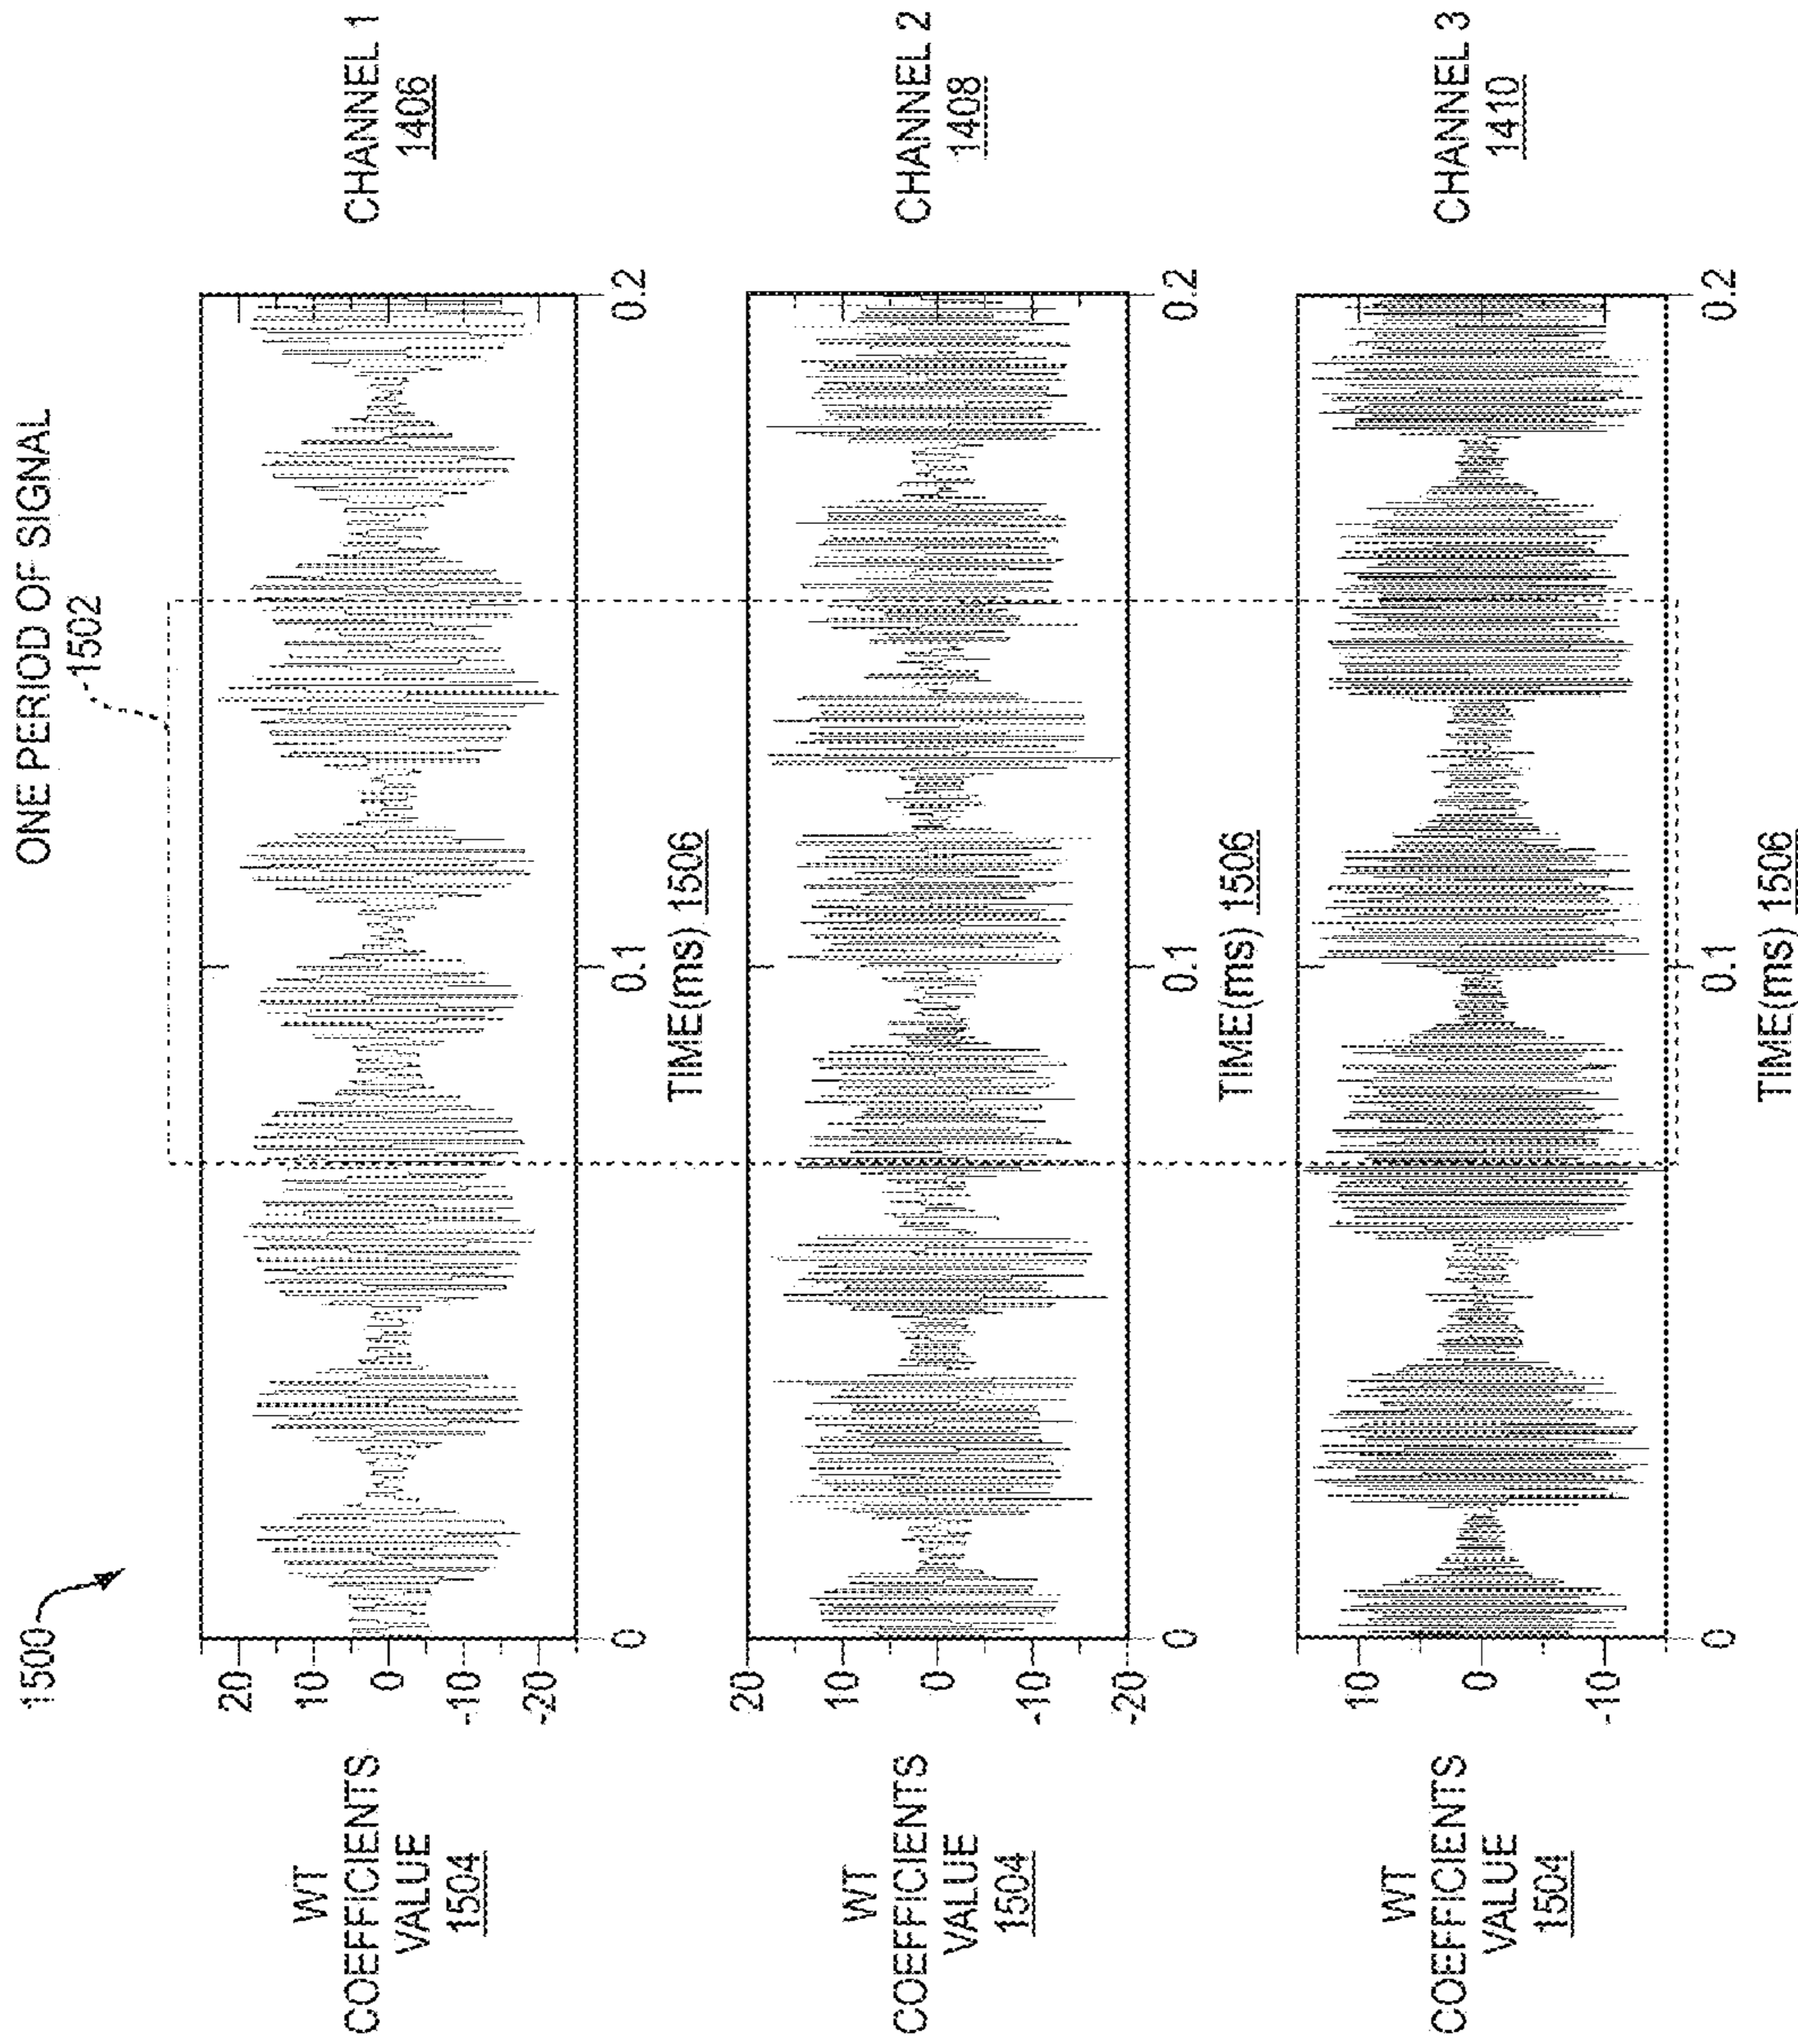 1500
ONE PERIOD OF SIGNAL
1502
WT
COEFFICIENTS
VALUE
1504
20
10
0
-10
-20
0
0.1
0.2
TIME(ms) 1506
CHANNEL 1
1406
WT
COEFFICIENTS
VALUE
1504
20
10
0
-10
-20
0
0.1
0.2
TIME(ms) 1506
CHANNEL 2
1408
WT
COEFFICIENTS
VALUE
1504
10
0
-10
0
0.1
0.2
TIME(ms) 1506
CHANNEL 3
1410